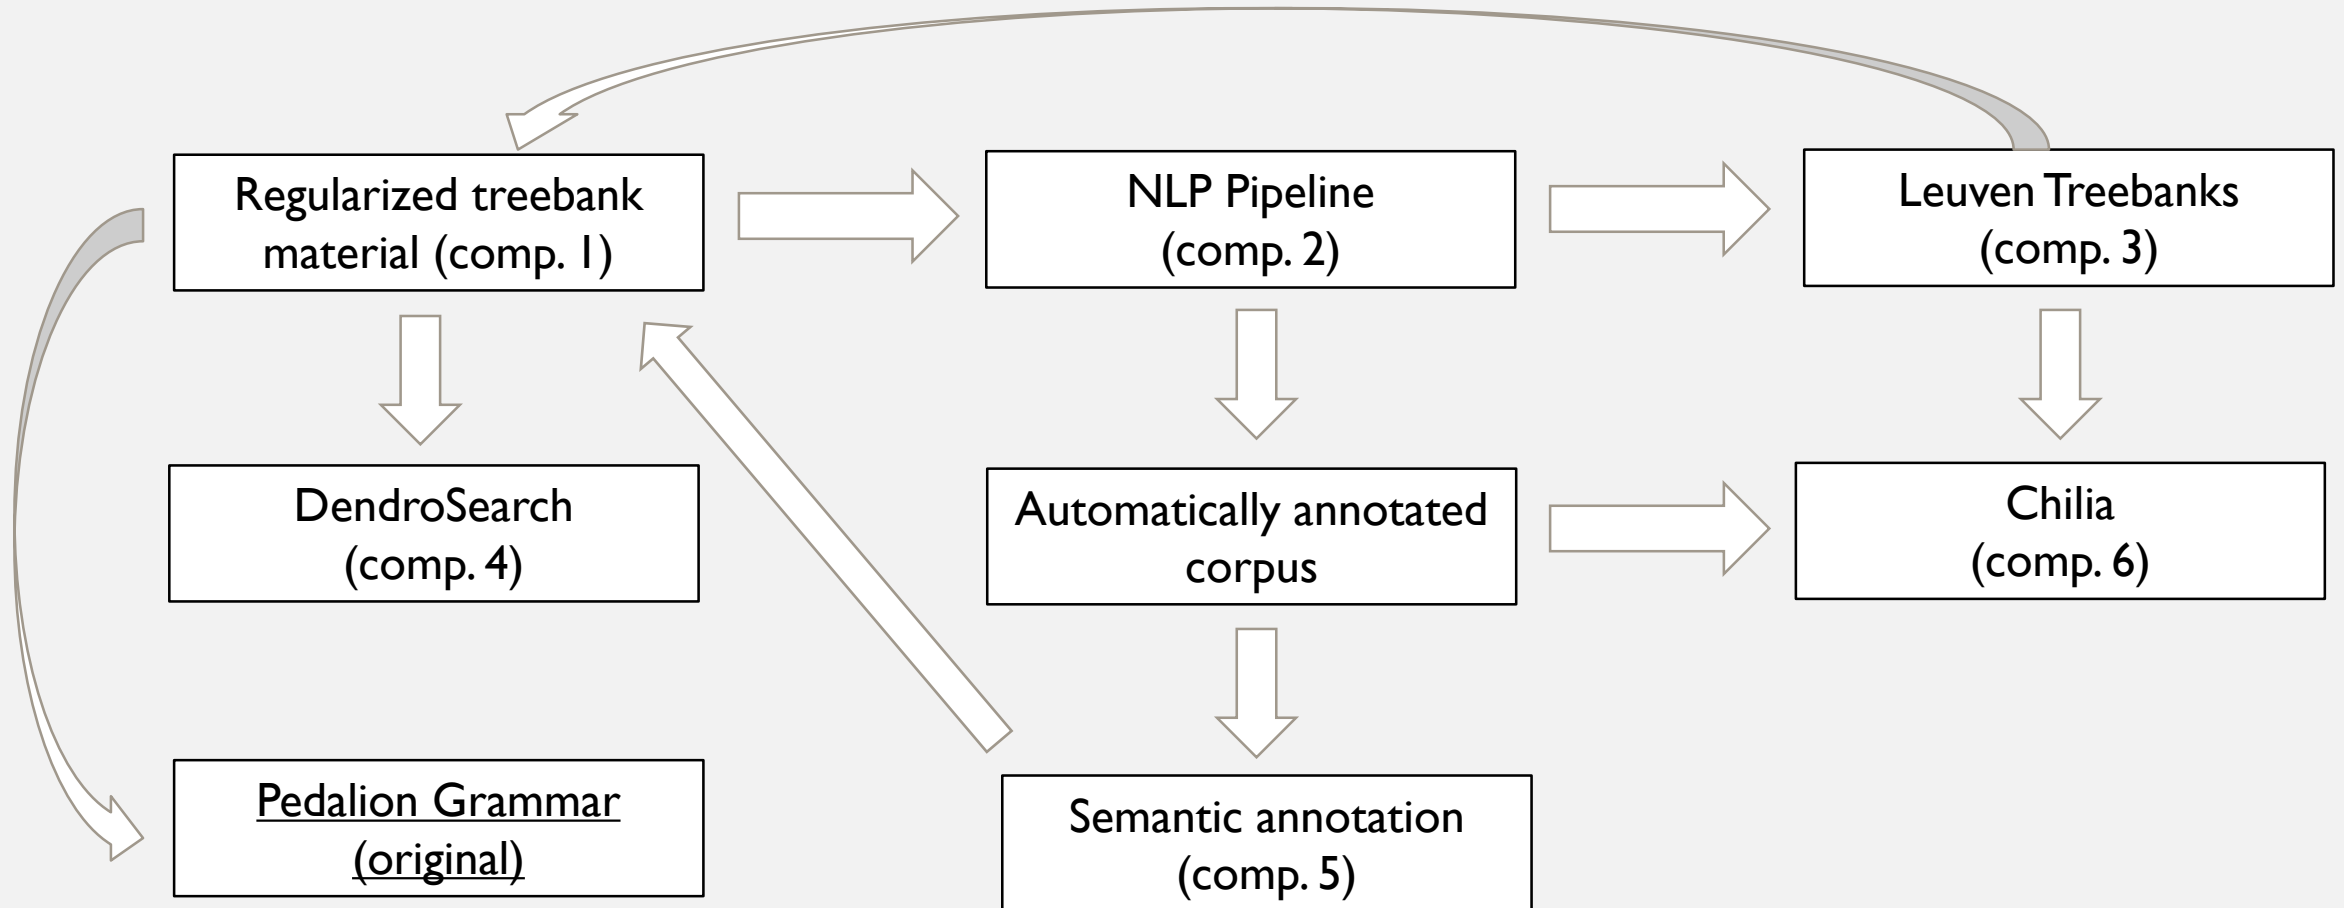 Regularized treebank
material (comp. 1)
NLP Pipeline
(comp. 2)
Leuven Treebanks
(comp. 3)
DendroSearch
(comp. 4)
Automatically annotated
corpus
Chilia
(comp. 6)
Pedalion Grammar
(original)
Semantic annotation
(comp. 5)